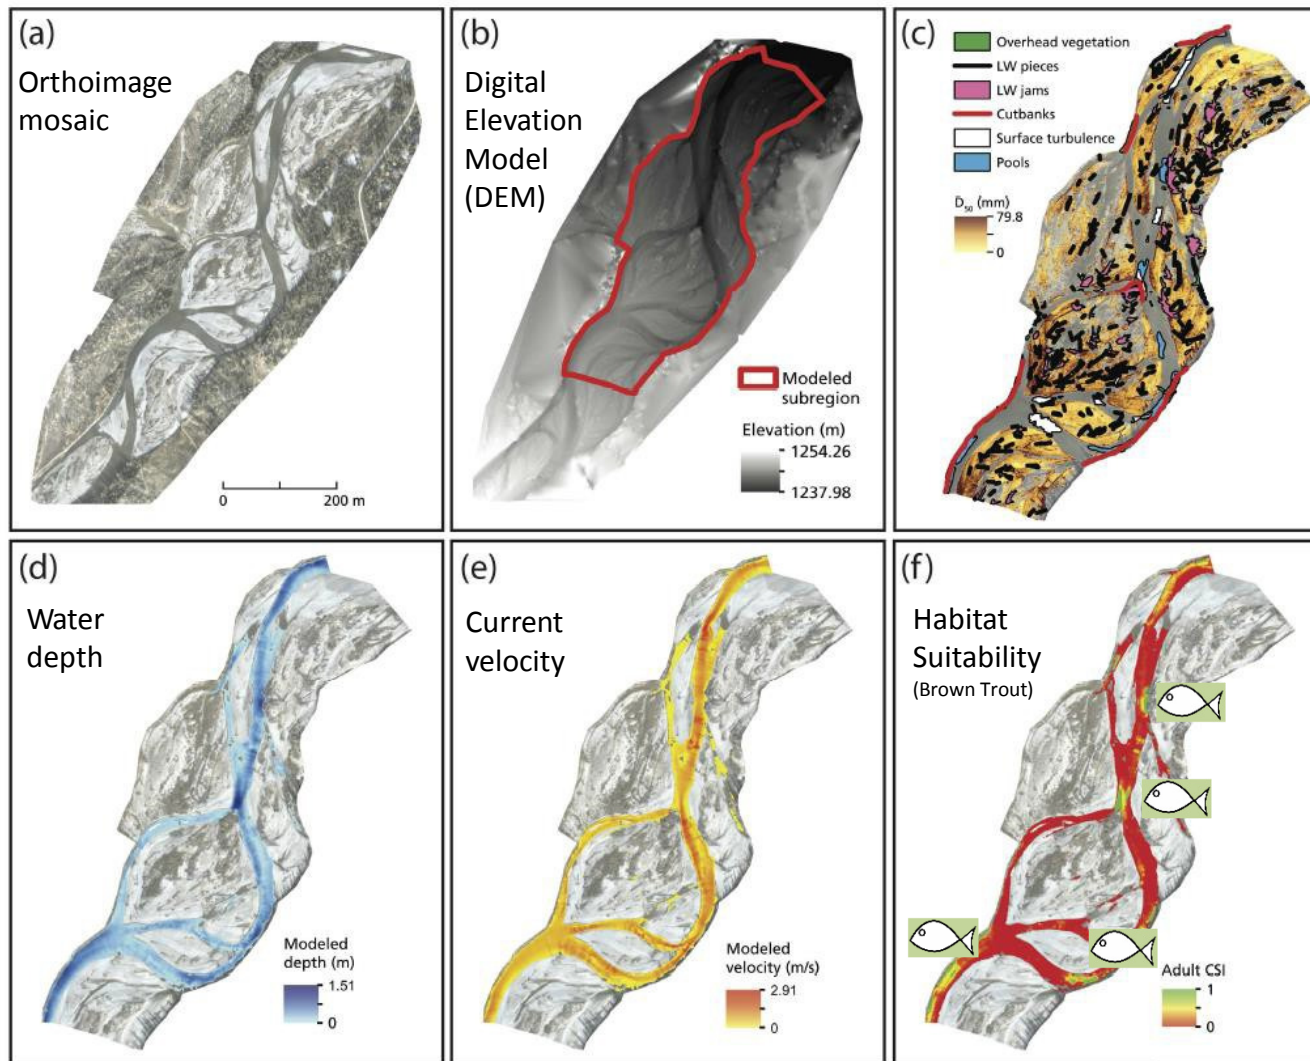 (a)
Orthoimage
mosaic
0
200 m
(b)
Digital
Elevation
Model
(DEM)
Modeled
subregion
Elevation (m)
1254.26
1237.98
(c)
Overhead vegetation
LW pieces
LW jams
Cutbanks
Surface turbulence
Pools
D50 (mm)
79.8
0
(d)
Water
depth
Modeled
depth (m)
1.51
0
(e)
Current
velocity
Modeled
velocity (m/s)
2.91
0
(f)
Habitat
Suitability
(Brown Trout)
Adult CSI
1
0